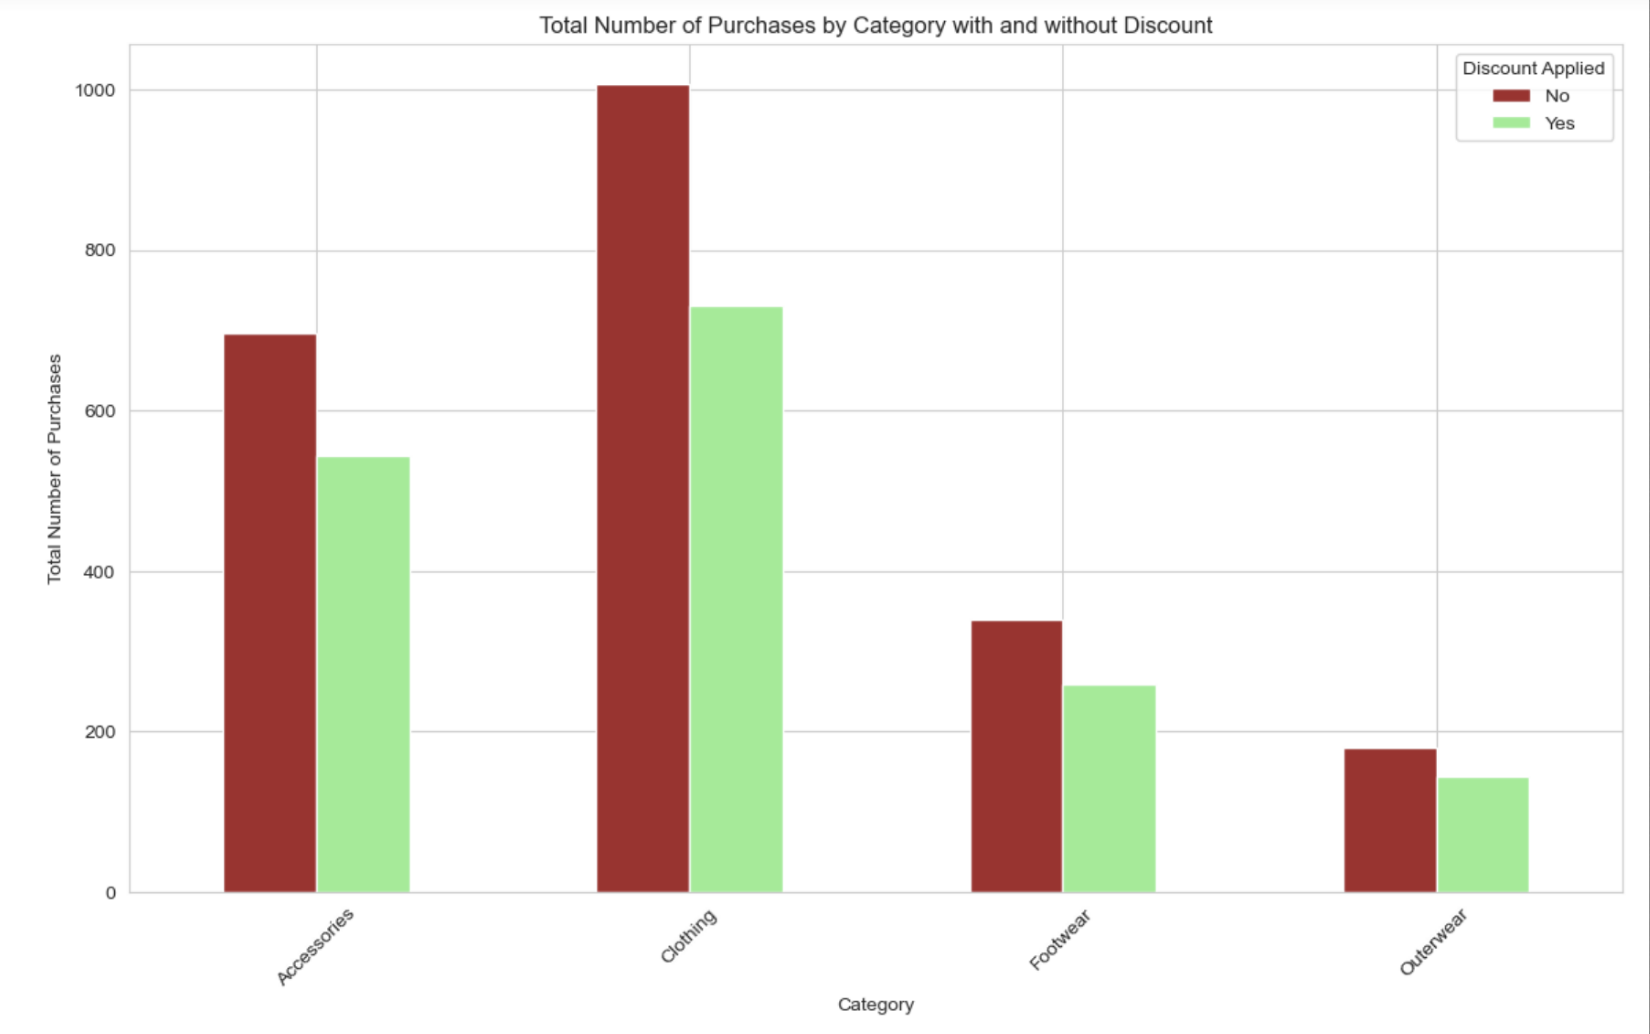 Total Number of Purchases by Category with and without Discount
Discount Applied
No
Yes
1000
800
600
400
200
0
Total Number of Purchases
Accessories
Clothing
Footwear
Outerwear
Category